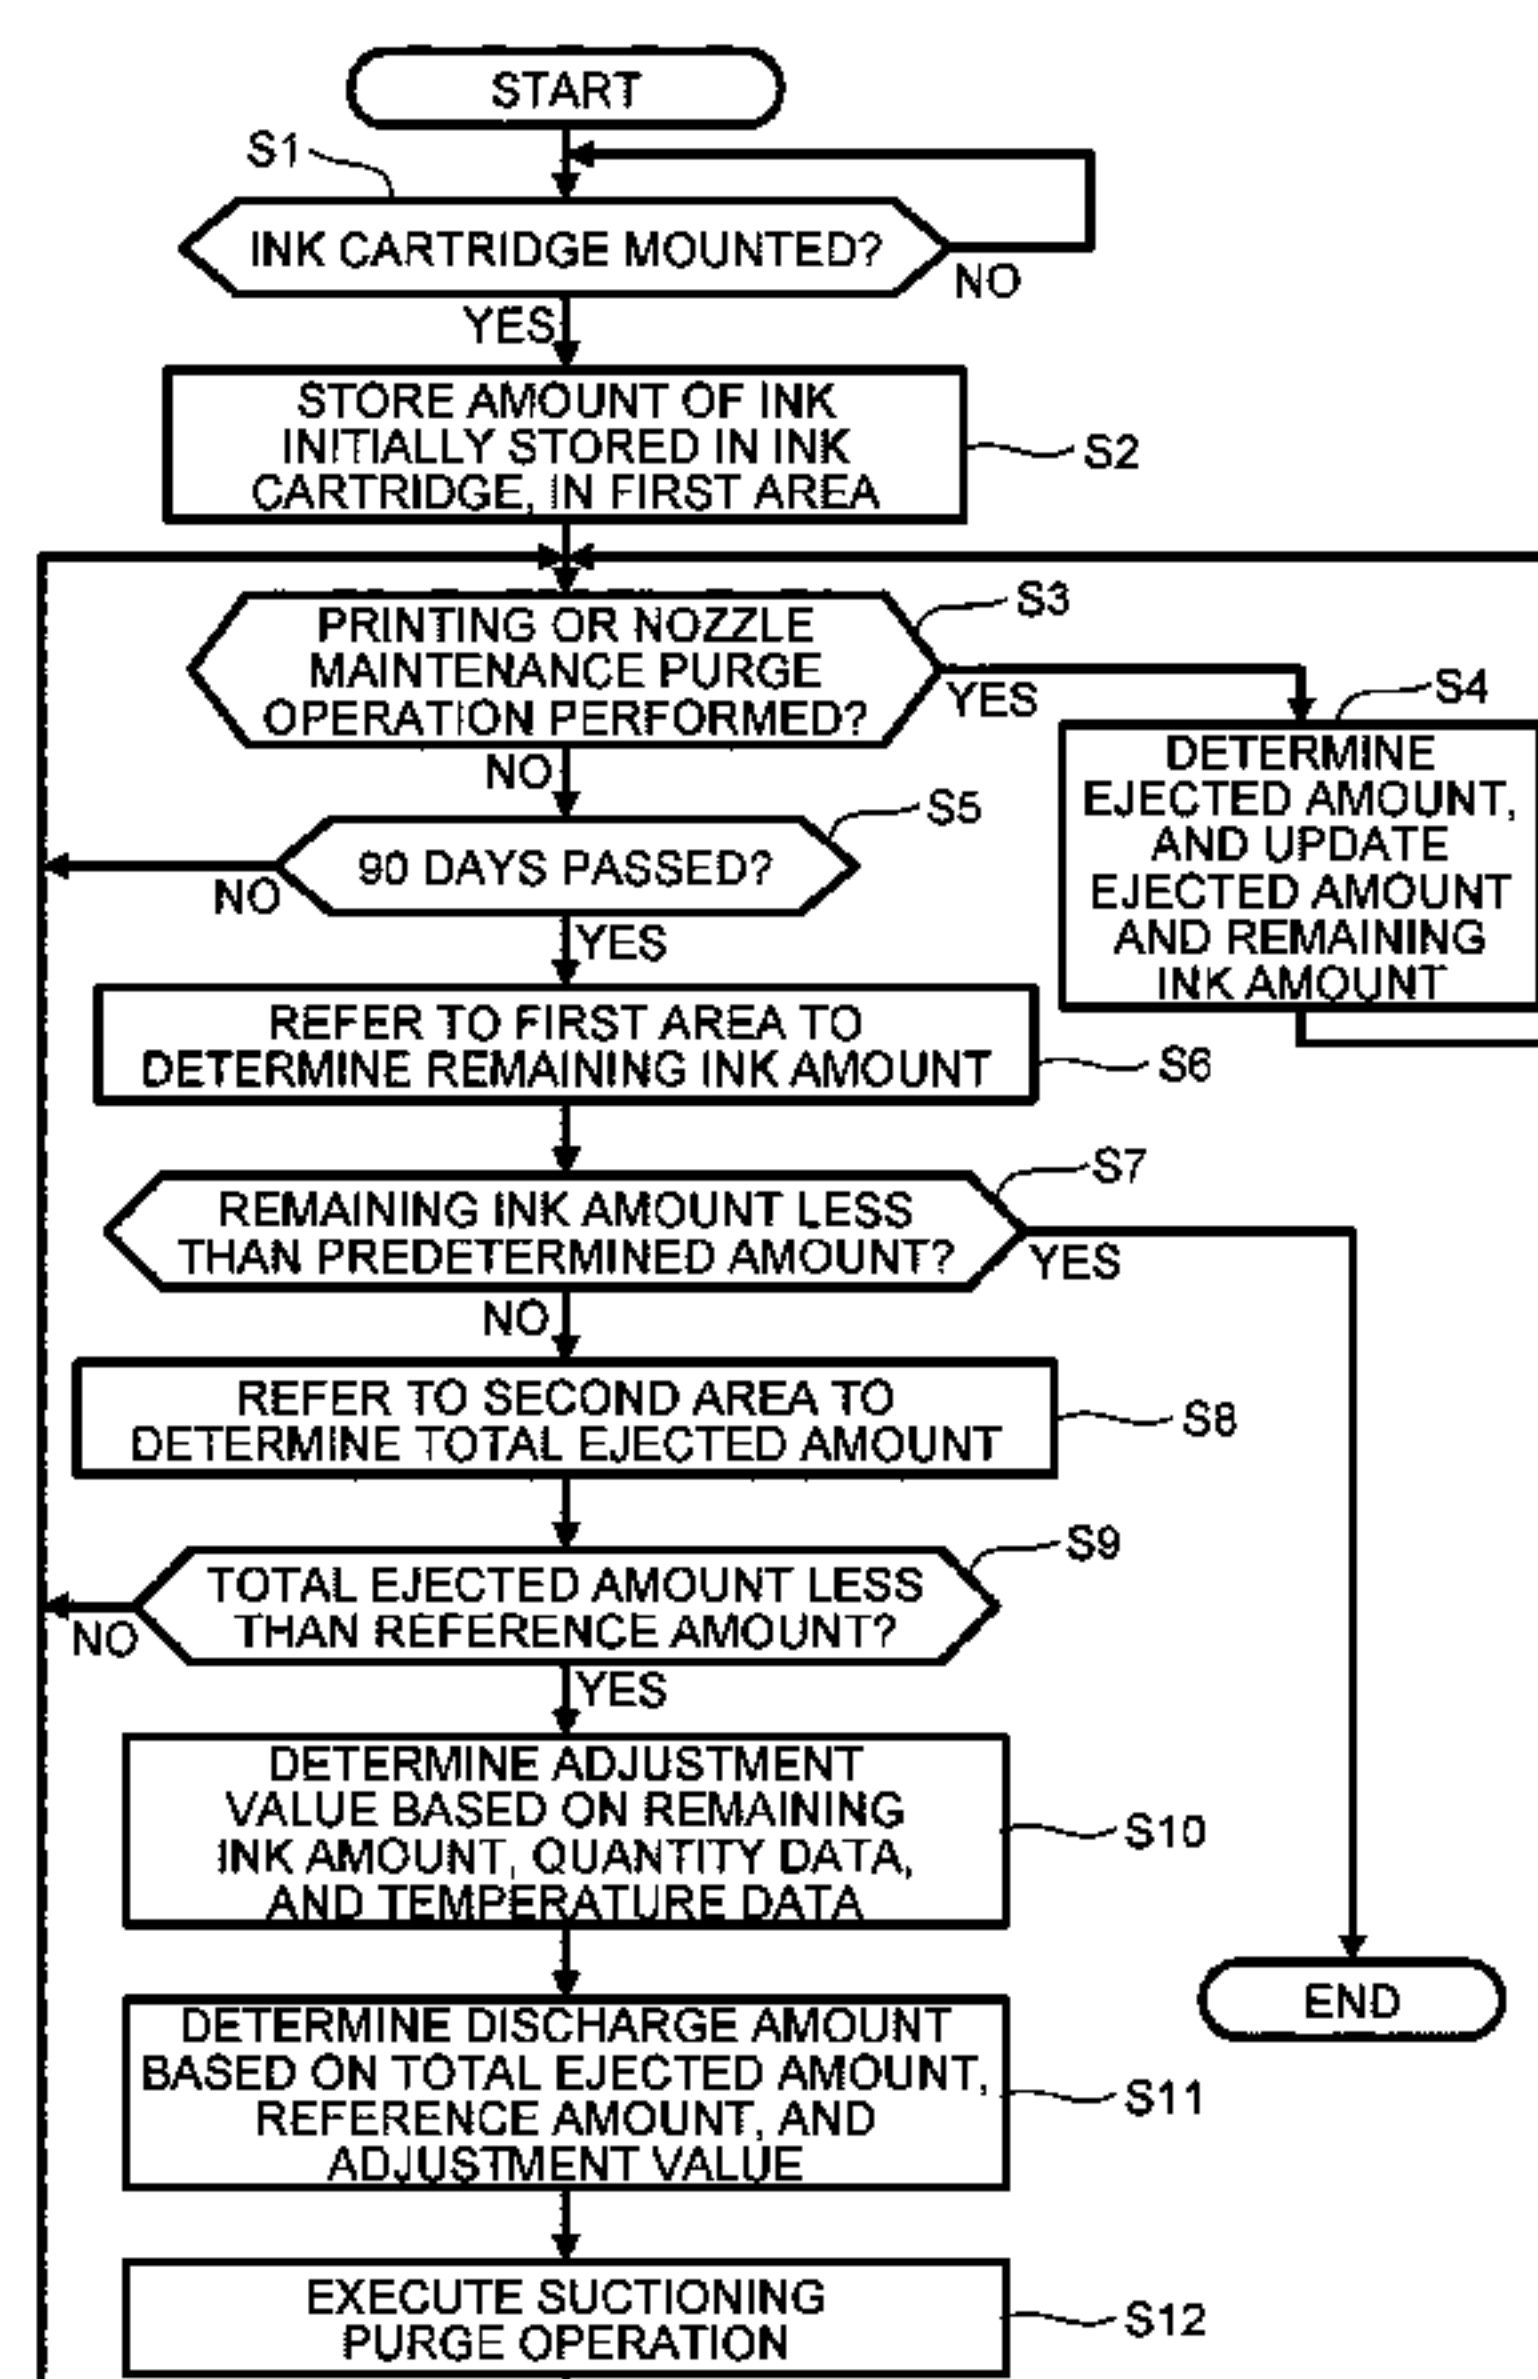 START
S1
INK CARTRIDGE MOUNTED?
NO
YES
STORE AMOUNT OF INK
INITIALLY STORED IN INK
CARTRIDGE, IN FIRST AREA
S2
PRINTING OR NOZZLE
MAINTENANCE PURGE
OPERATION PERFORMED?
S3
YES
NO
S4
DETERMINE
EJECTED AMOUNT,
AND UPDATE
EJECTED AMOUNT
AND REMAINING
INK AMOUNT
S5
90 DAYS PASSED?
NO
YES
REFER TO FIRST AREA TO
DETERMINE REMAINING INK AMOUNT
S6
S7
REMAINING INK AMOUNT LESS
THAN PREDETERMINED AMOUNT?
YES
NO
REFER TO SECOND AREA TO
DETERMINE TOTAL EJECTED AMOUNT
S8
S9
TOTAL EJECTED AMOUNT LESS
THAN REFERENCE AMOUNT?
NO
YES
DETERMINE ADJUSTMENT
VALUE BASED ON REMAINING
INK AMOUNT, QUANTITY DATA,
AND TEMPERATURE DATA
S10
END
DETERMINE DISCHARGE AMOUNT
BASED ON TOTAL EJECTED AMOUNT,
REFERENCE AMOUNT, AND
ADJUSTMENT VALUE
S11
EXECUTE SUCTIONING
PURGE OPERATION
S12